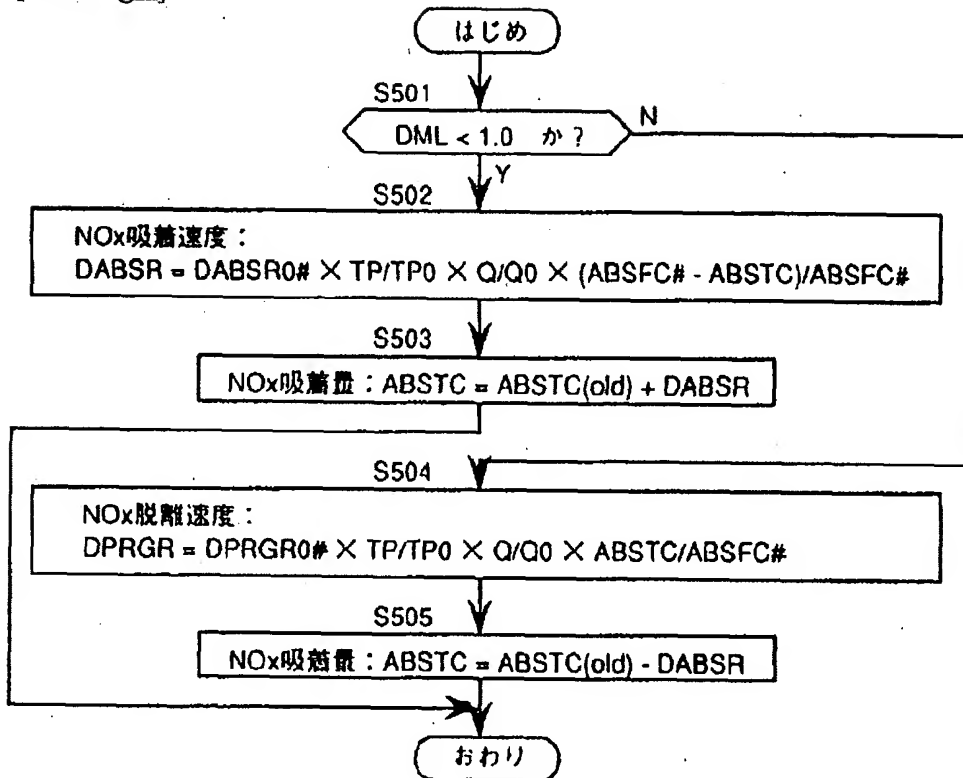 はじめ
S501
DML < 1.0 か?
N
Y
S502
NOx吸着速度:
DABSR = DABSR0# × TP/TP0 × Q/Q0 × (ABSFC# - ABSTC)/ABSFC#
S503
NOx吸着量:ABSTC = ABSTC(old) + DABSR
S504
NOx脱離速度:
DPRGR = DPRGR0# × TP/TP0 × Q/Q0 × ABSTC/ABSFC#
S505
NOx吸着量:ABSTC = ABSTC(old) - DABSR
おわり